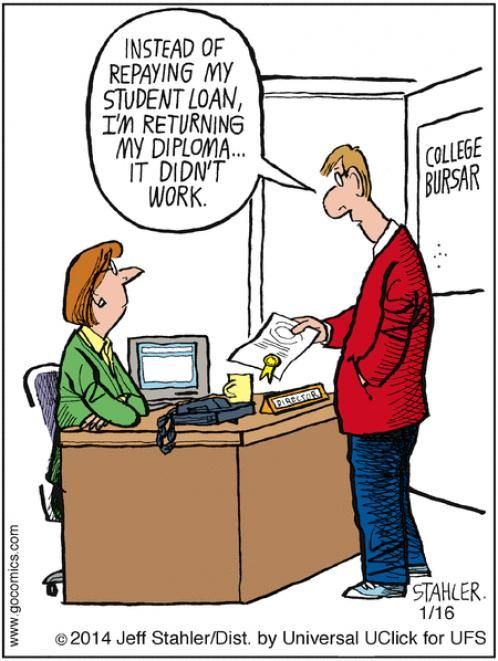 INSTEAD OF
REPAYING MY
STUDENT LOAN,
I'M RETURNING
MY DIPLOMA...
IT DIDN'T
WORK.
COLLEGE
BURSAR
DIRECTOR
STAHLER.
1/16
www.gocomics.com
©2014 Jeff Stahler/Dist. by Universal UClick for UFS